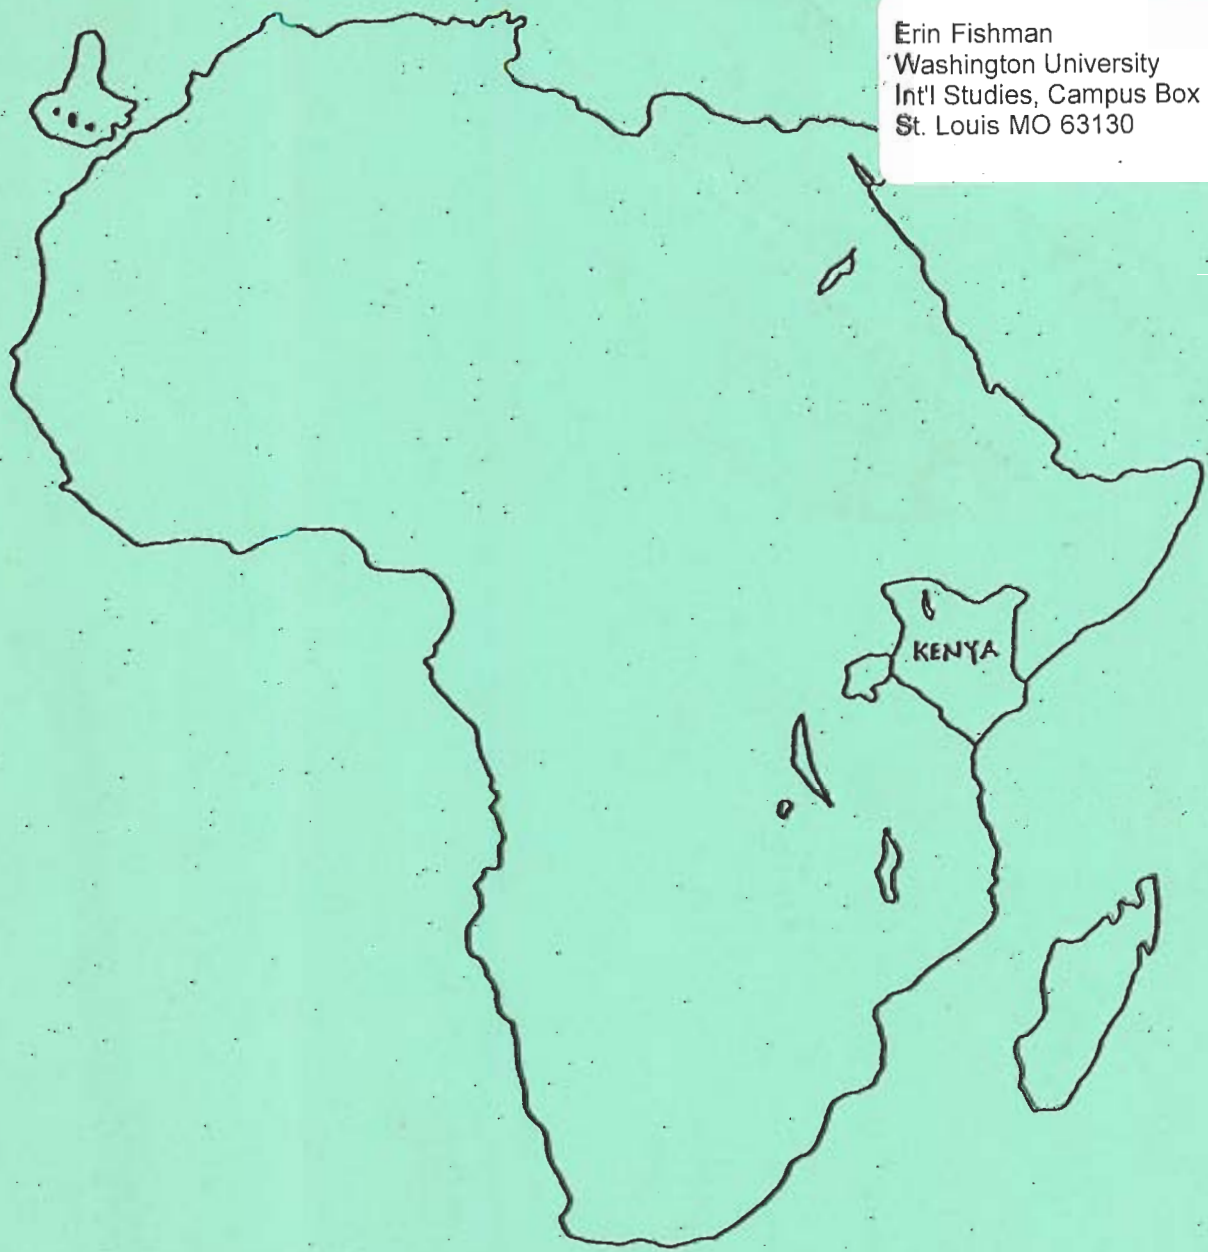 Erin Fishman
Washington University
Int'l Studies, Campus Box
St. Louis MO 63130
KENYA